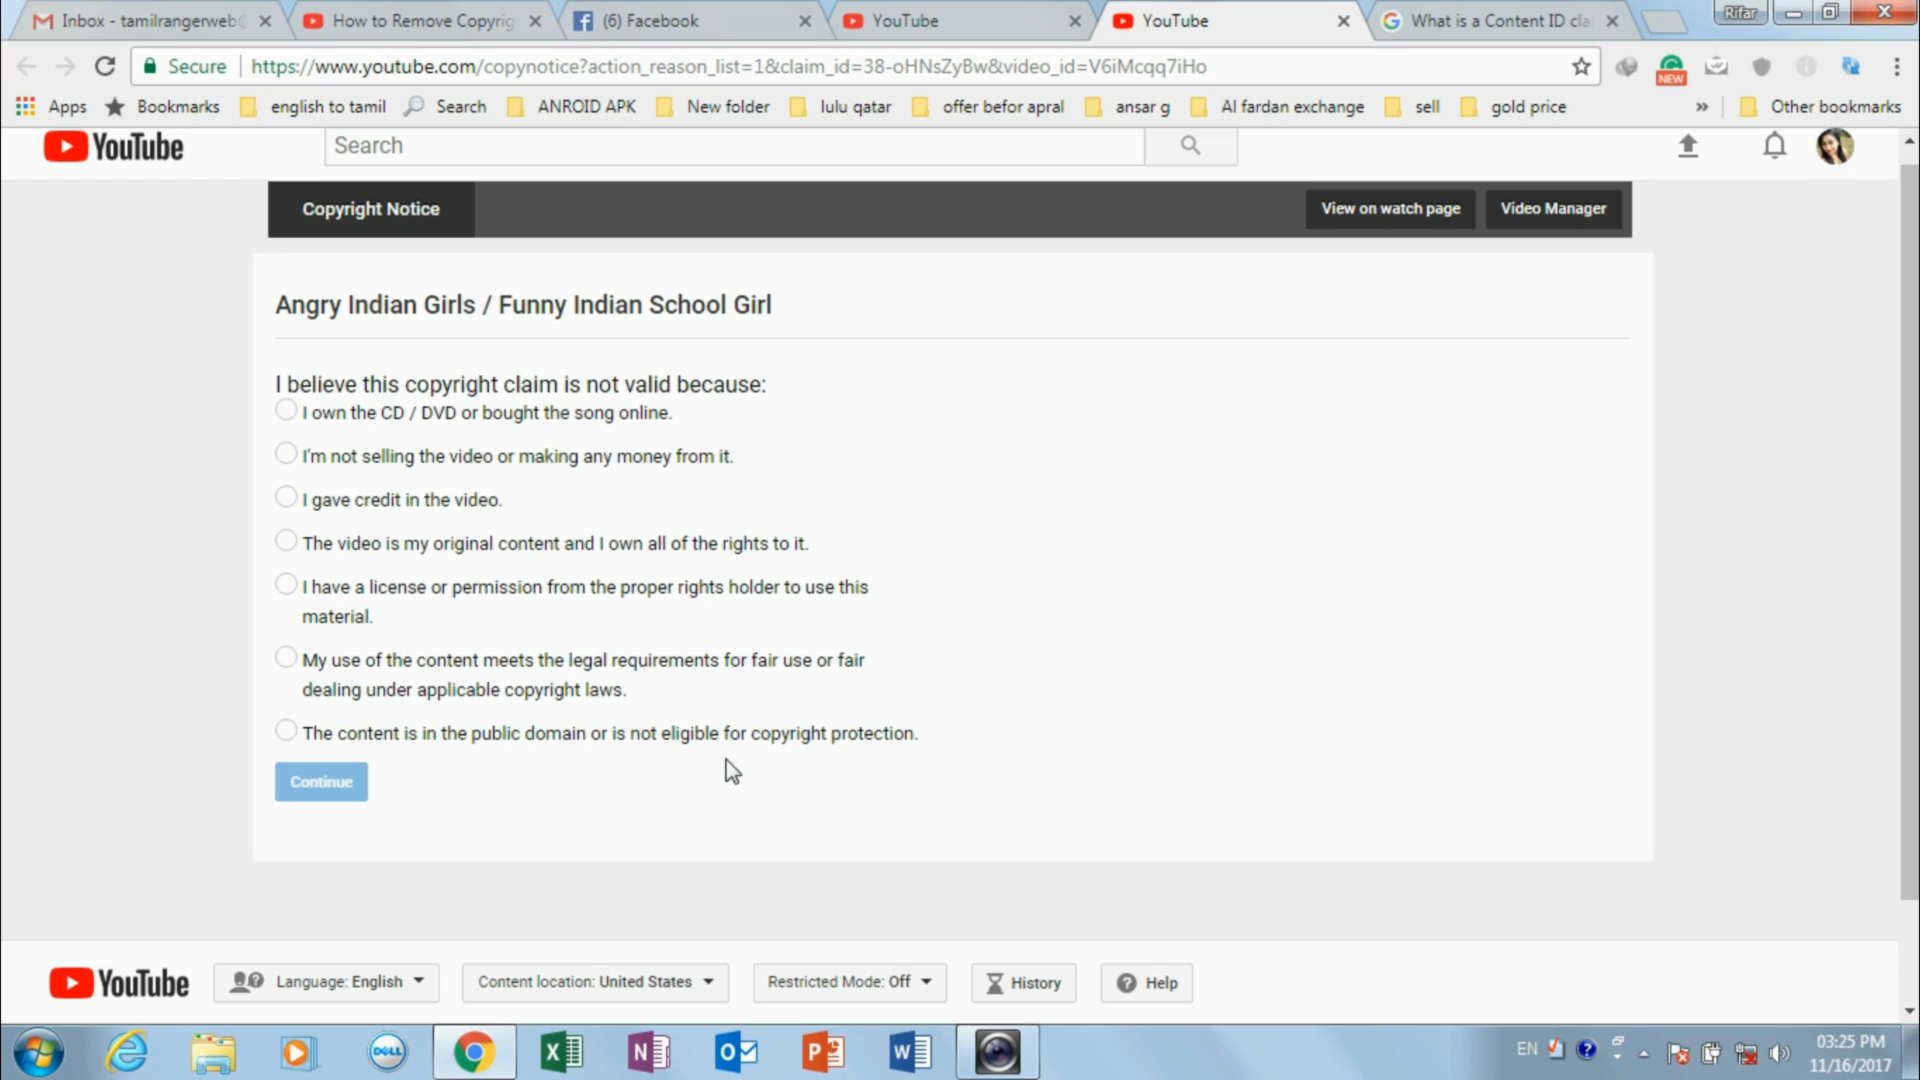 Inbox - tamilrangerweb
How to Remove Copyrig
(6) Facebook
YouTube
YouTube
What is a Content ID cla
Rifar
Secure
https://www.youtube.com/copynotice?action_reason_list=1&claim_id=38-oHNsZyBw&video_id=V6iMcqq7iHo
NEW
Apps
Bookmarks
english to tamil
Search
ANROID APK
New folder
lulu qatar
offer befor apral
ansar g
Al fardan exchange
sell
gold price
»
Other bookmarks
YouTube
Search
Copyright Notice
View on watch page
Video Manager
Angry Indian Girls / Funny Indian School Girl
I believe this copyright claim is not valid because:
I own the CD / DVD or bought the song online.
I'm not selling the video or making any money from it.
I gave credit in the video.
The video is my original content and I own all of the rights to it.
I have a license or permission from the proper rights holder to use this
material.
My use of the content meets the legal requirements for fair use or fair
dealing under applicable copyright laws.
The content is in the public domain or is not eligible for copyright protection.
Continue
YouTube
Language: English
Content location: United States
Restricted Mode: Off
History
Help
DELL
EN
03:25 PM
11/16/2017